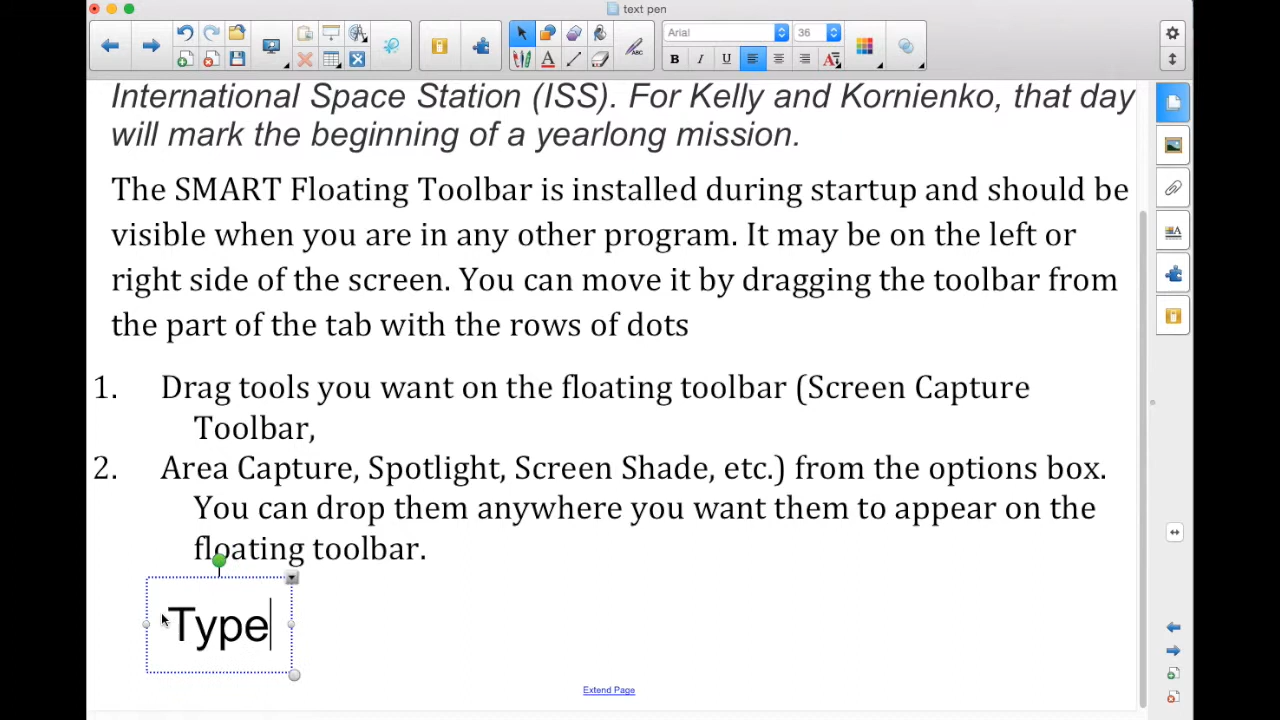 text pen
Arial
36
B I U
International Space Station (ISS). For Kelly and Kornienko, that day
will mark the beginning of a yearlong mission.
The SMART Floating Toolbar is installed during startup and should be
visible when you are in any other program. It may be on the left or
right side of the screen. You can move it by dragging the toolbar from
the part of the tab with the rows of dots
1. Drag tools you want on the floating toolbar (Screen Capture
Toolbar,
2. Area Capture, Spotlight, Screen Shade, etc.) from the options box.
You can drop them anywhere you want them to appear on the
floating toolbar.
Type
Extend Page